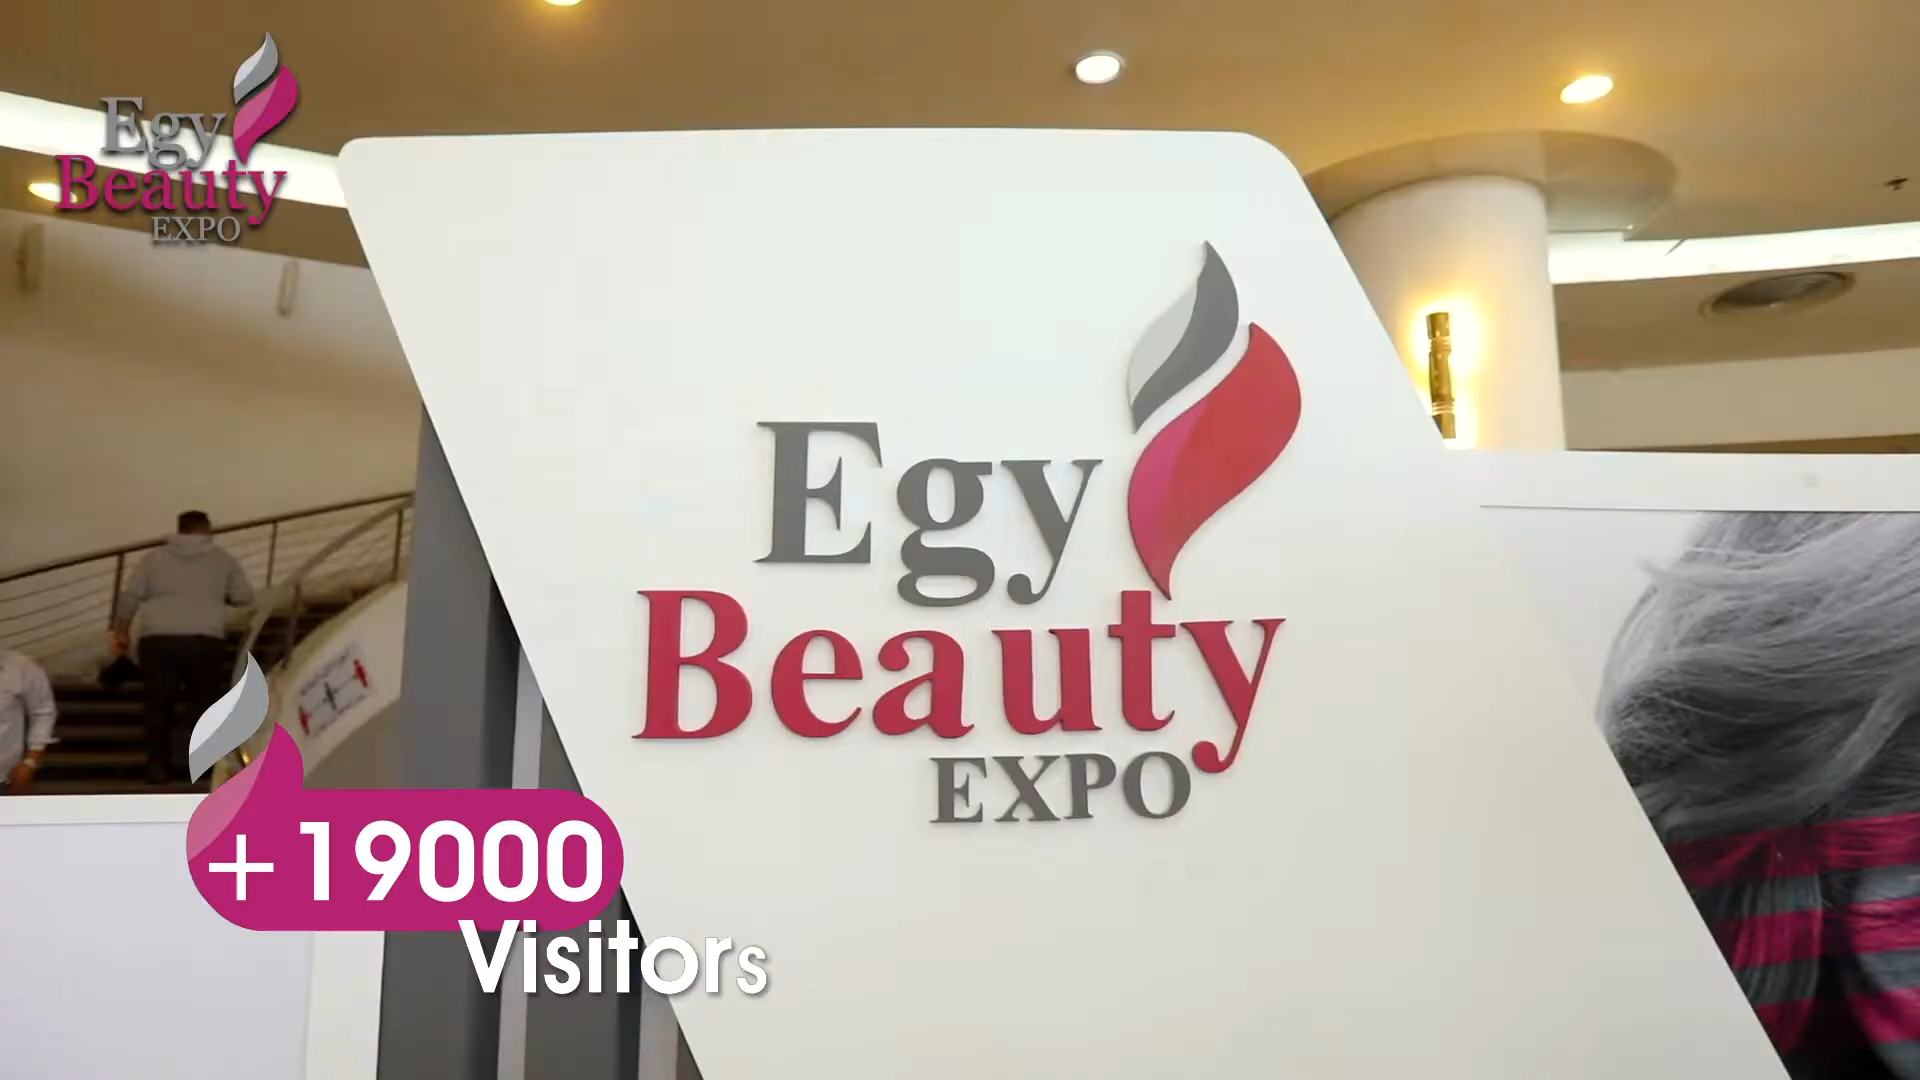 Egy
Beauty
EXPO
Egy
Beauty
EXPO
+19000
Visitors